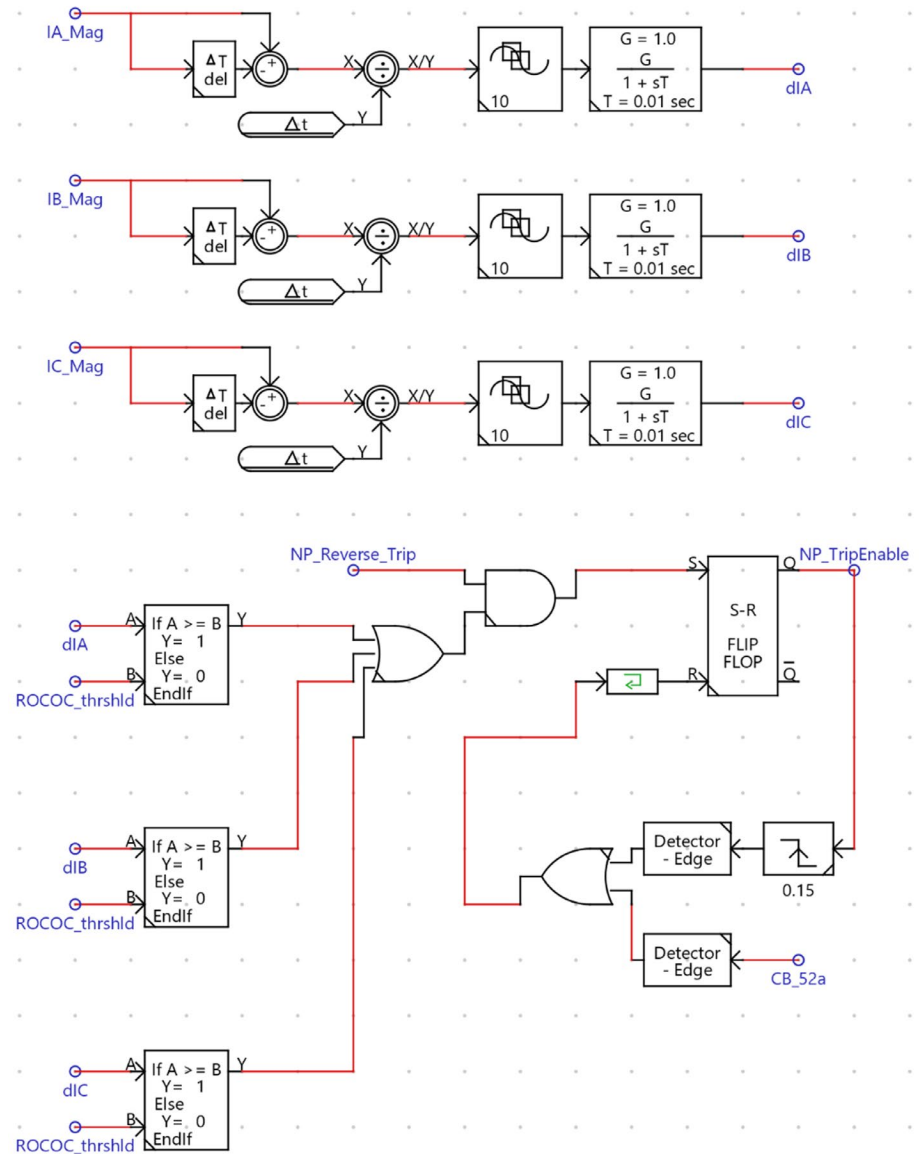 IA_Mag
Δ T
del
-
+
X
X/Y
Δt
Y
10
G = 1.0
G
1 + sT
T = 0.01 sec
dIA
IB_Mag
Δ T
del
-
+
X
X/Y
Δt
Y
10
G = 1.0
G
1 + sT
T = 0.01 sec
dIB
IC_Mag
Δ T
del
-
+
X
X/Y
Δt
Y
10
G = 1.0
G
1 + sT
T = 0.01 sec
dIC
NP_Reverse_Trip
NP_TripEnable
S
Q
S-R
FLIP
FLOP
R
Q̅
A
If A >= B
Y
Y= 1
Else
Y= 0
EndIf
dIA
B
ROCOC_thrshld
A
If A >= B
Y
Y= 1
Else
Y= 0
EndIf
dIB
B
ROCOC_thrshld
Detector
- Edge
0.15
Detector
- Edge
CB_52a
A
If A >= B
Y
Y= 1
Else
Y= 0
EndIf
dIC
B
ROCOC_thrshld